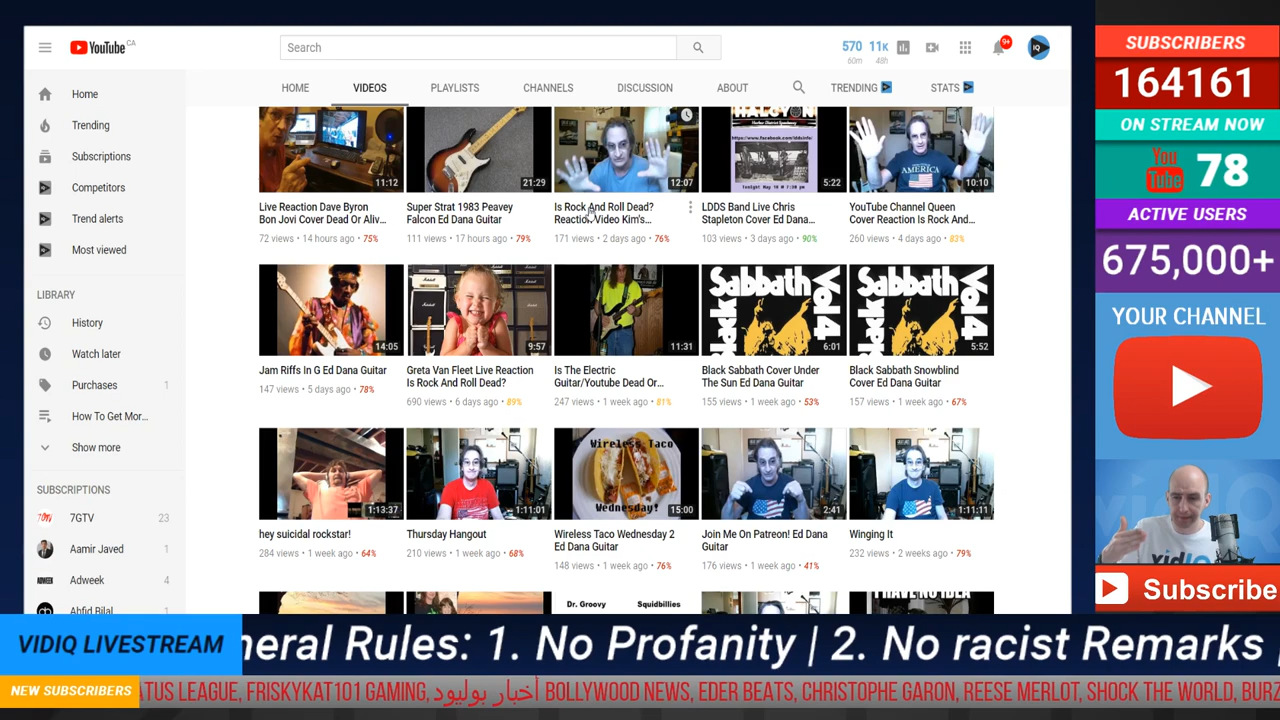 YouTube CA
Search
570 11K
60m 48h
9+
IQ
HOME VIDEOS PLAYLISTS CHANNELS DISCUSSION ABOUT TRENDING STATS
Home
Trending
Subscriptions
Competitors
Trend alerts
Most viewed
LIBRARY
History
Watch later
Purchases 1
How To Get Mor...
Show more
SUBSCRIPTIONS
7GTV 23
Aamir Javed 1
Adweek 4
Ahfid Bilal
11:12
21:29
12:07
https://www.facebook.com/lddsinfo/
5:22
AMERICA
10:10
Live Reaction Dave Byron
Bon Jovi Cover Dead Or Aliv...
72 views • 14 hours ago • 75%
Super Strat 1983 Peavey
Falcon Ed Dana Guitar
111 views • 17 hours ago • 79%
Is Rock And Roll Dead?
Reaction Video Kim's...
171 views • 2 days ago • 76%
LDDS Band Live Chris
Stapleton Cover Ed Dana...
103 views • 3 days ago • 90%
YouTube Channel Queen
Cover Reaction Is Rock And...
260 views • 4 days ago • 83%
14:05
9:57
11:31
Sabbath
Black
Vol 4
6:01
Sabbath
Black
Vol 4
5:52
Jam Riffs In G Ed Dana Guitar
147 views • 5 days ago • 78%
Greta Van Fleet Live Reaction
Is Rock And Roll Dead?
690 views • 6 days ago • 89%
Is The Electric
Guitar/Youtube Dead Or...
247 views • 1 week ago • 81%
Black Sabbath Cover Under
The Sun Ed Dana Guitar
155 views • 1 week ago • 53%
Black Sabbath Snowblind
Cover Ed Dana Guitar
157 views • 1 week ago • 67%
1:13:37
1:11:01
Wireless Taco
Wednesday!
15:00
2:41
1:11:11
hey suicidal rockstar!
284 views • 1 week ago • 64%
Thursday Hangout
210 views • 1 week ago • 68%
Wireless Taco Wednesday 2
Ed Dana Guitar
148 views • 1 week ago • 76%
Join Me On Patreon! Ed Dana
Guitar
176 views • 1 week ago • 41%
Winging It
232 views • 2 weeks ago • 79%
Dr. Groovy Squidbillies
I HAVE NO IDEA
SUBSCRIBERS
164161
ON STREAM NOW
You
Tube
78
ACTIVE USERS
675,000+
YOUR CHANNEL
vidIQ
Subscribe
VIDIQ LIVESTREAM
neral Rules: 1. No Profanity | 2. No racist Remarks |
NEW SUBSCRIBERS
ATUS LEAGUE, FRISKYKAT101 GAMING, أخبار بوليود BOLLYWOOD NEWS, EDER BEATS, CHRISTOPHE GARON, REESE MERLOT, SHOCK THE WORLD, BURZ